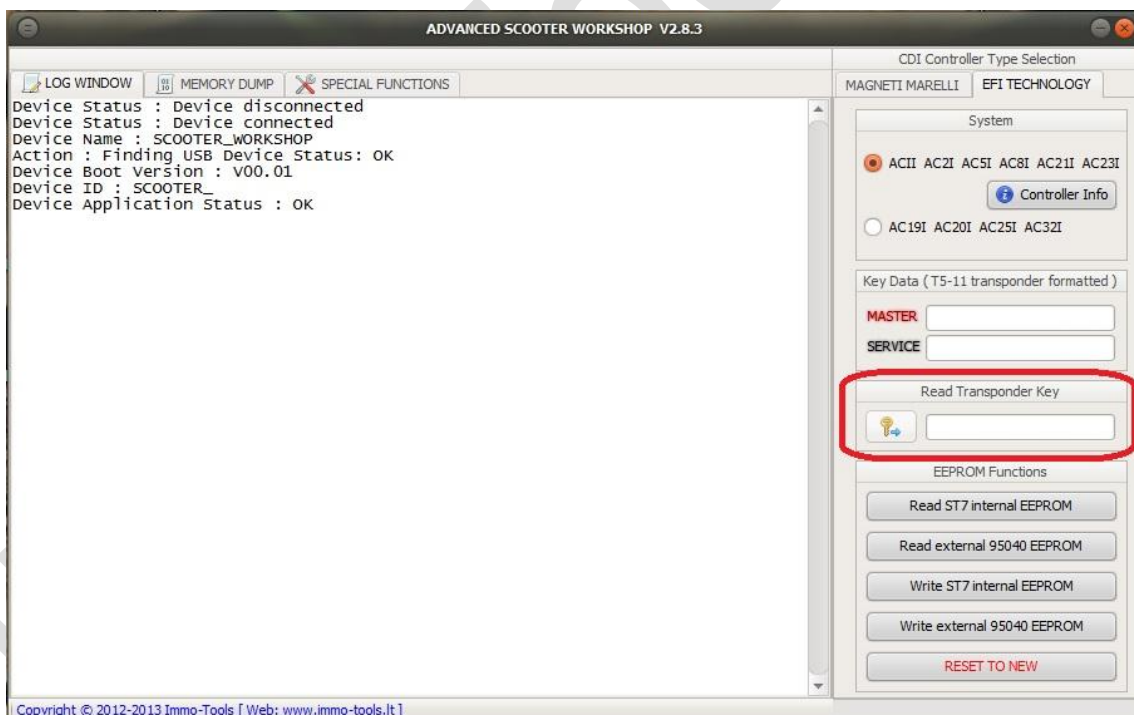 ADVANCED SCOOTER WORKSHOP V2.8.3
LOG WINDOW
MEMORY DUMP
SPECIAL FUNCTIONS
Device Status : Device disconnected
Device Status : Device connected
Device Name : SCOOTER_WORKSHOP
Action : Finding USB Device Status: OK
Device Boot Version : V00.01
Device ID : SCOOTER_
Device Application Status : OK
CDI Controller Type Selection
MAGNETI MARELLI
EFI TECHNOLOGY
System
ACII AC2I AC5I AC8I AC21I AC23I
Controller Info
AC19I AC20I AC25I AC32I
Key Data ( T5-11 transponder formatted )
MASTER
SERVICE
Read Transponder Key
EEPROM Functions
Read ST7 internal EEPROM
Read external 95040 EEPROM
Write ST7 internal EEPROM
Write external 95040 EEPROM
RESET TO NEW
Copyright © 2012-2013 Immo-Tools [ Web: www.immo-tools.lt ]